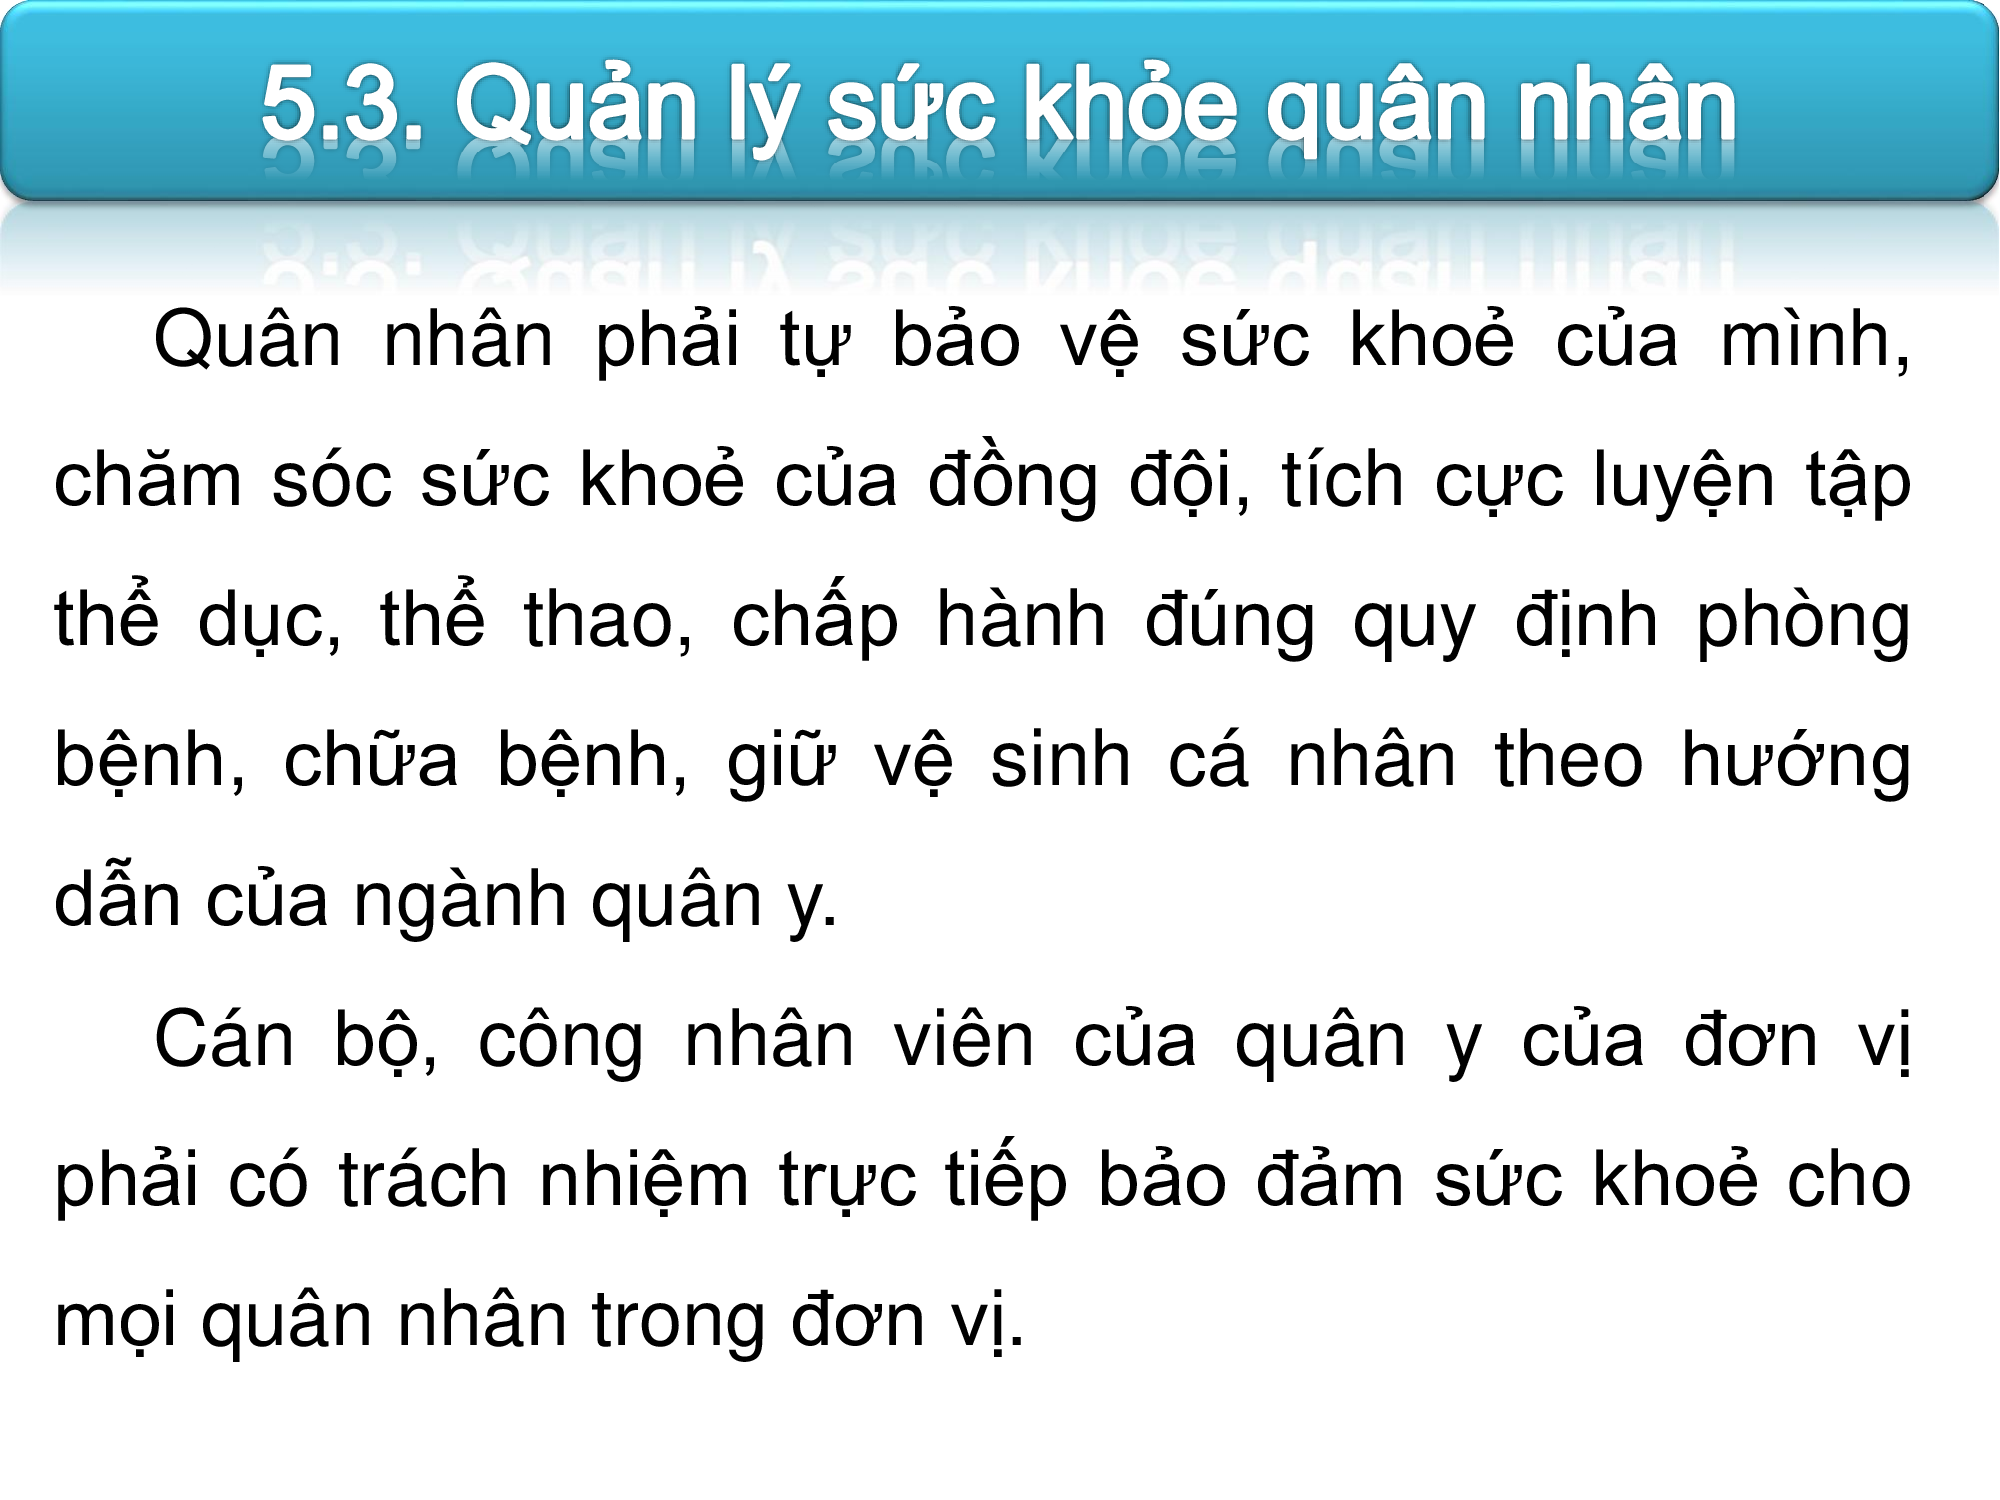 5.3. Quản lý sức khỏe quân nhân
Quân nhân phải tự bảo vệ sức khoẻ của mình,
chăm sóc sức khoẻ của đồng đội, tích cực luyện tập
thể dục, thể thao, chấp hành đúng quy định phòng
bệnh, chữa bệnh, giữ vệ sinh cá nhân theo hướng
dẫn của ngành quân y.
Cán bộ, công nhân viên của quân y của đơn vị
phải có trách nhiệm trực tiếp bảo đảm sức khoẻ cho
mọi quân nhân trong đơn vị.